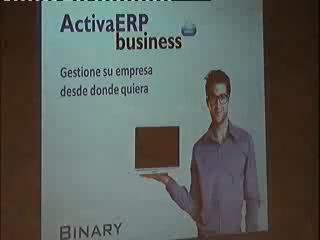 ActivaERP
business
Gestione su empresa
desde donde quiera
BINARY